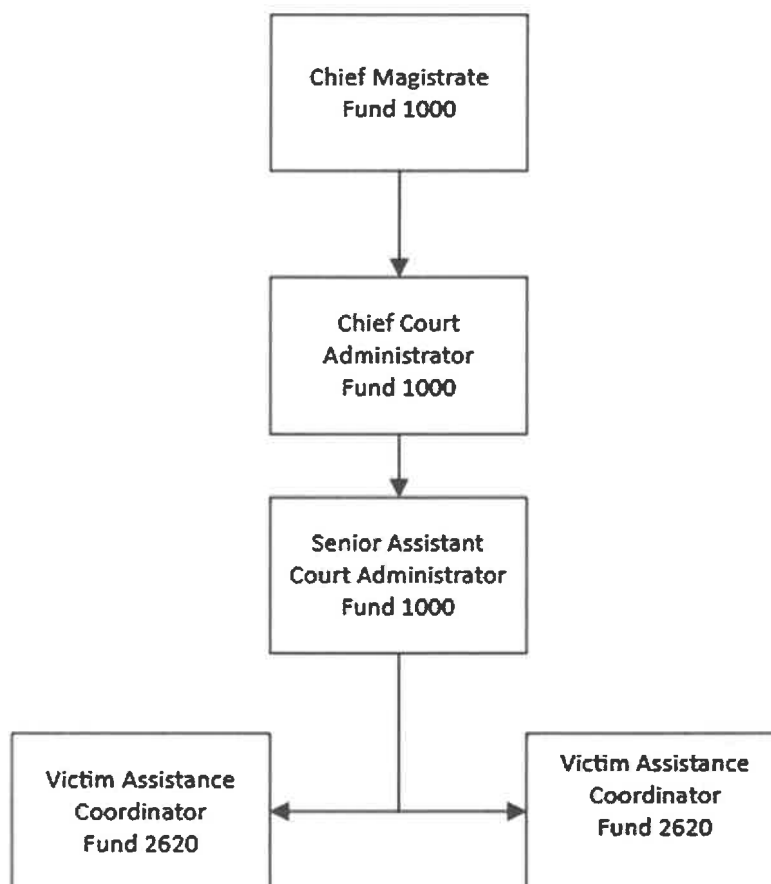 Chief Magistrate
Fund 1000
Chief Court
Administrator
Fund 1000
Senior Assistant
Court Administrator
Fund 1000
Victim Assistance
Coordinator
Fund 2620
Victim Assistance
Coordinator
Fund 2620